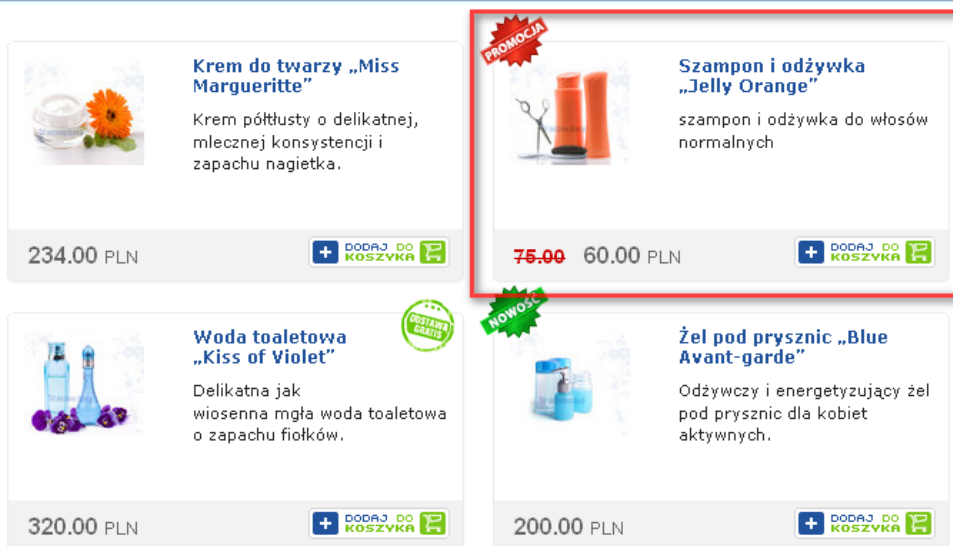 PROMOCJA
Krem do twarzy „Miss
Margueritte”
Krem półtłusty o delikatnej,
mlecznej konsystencji i
zapachu nagietka.
234.00 PLN
+ DODAJ DO
KOSZYKA
Szampon i odżywka
„Jelly Orange”
szampon i odżywka do włosów
normalnych
75.00 60.00 PLN
+ DODAJ DO
KOSZYKA
DOSTAWA
GRATIS
Woda toaletowa
„Kiss of Violet”
Delikatna jak
wiosenna mgła woda toaletowa
o zapachu fiołków.
320.00 PLN
+ DODAJ DO
KOSZYKA
NOWOŚĆ
Żel pod prysznic „Blue
Avant-garde”
Odżywczy i energetyzujący żel
pod prysznic dla kobiet
aktywnych.
200.00 PLN
+ DODAJ DO
KOSZYKA